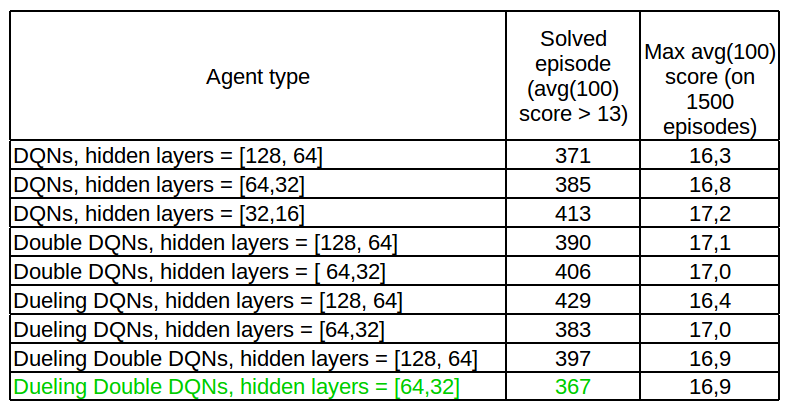 Agent type
Solved
episode
(avg(100)
score > 13)
Max avg(100)
score (on
1500
episodes)
DQNs, hidden layers = [128, 64] 371 16,3
DQNs, hidden layers = [64,32] 385 16,8
DQNs, hidden layers = [32,16] 413 17,2
Double DQNs, hidden layers = [128, 64] 390 17,1
Double DQNs, hidden layers = [ 64,32] 406 17,0
Dueling DQNs, hidden layers = [128, 64] 429 16,4
Dueling DQNs, hidden layers = [64,32] 383 17,0
Dueling Double DQNs, hidden layers = [128, 64] 397 16,9
Dueling Double DQNs, hidden layers = [64,32] 367 16,9